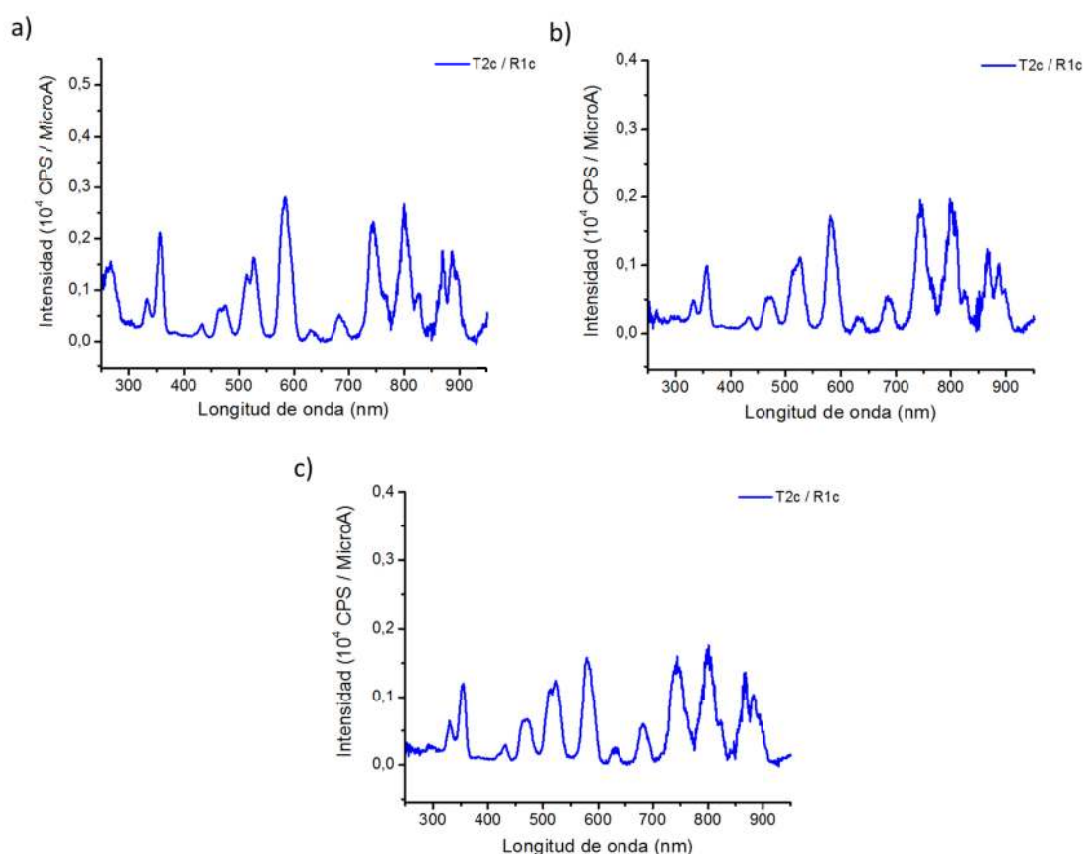 a)
T2c / R1c
Intensidad (10⁴ CPS / MicroA)
0,5
0,4
0,3
0,2
0,1
0,0
300 400 500 600 700 800 900
Longitud de onda (nm)
b)
T2c / R1c
Intensidad (10⁴ CPS / MicroA)
0,4
0,3
0,2
0,1
0,0
300 400 500 600 700 800 900
Longitud de onda (nm)
c)
T2c / R1c
Intensidad (10⁴ CPS / MicroA)
0,4
0,3
0,2
0,1
0,0
300 400 500 600 700 800 900
Longitud de onda (nm)